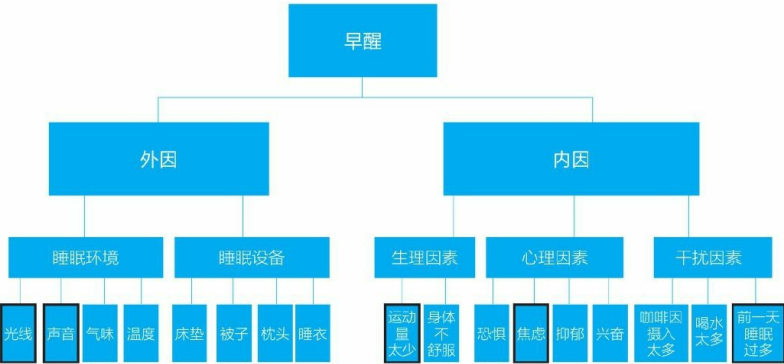 早醒
外因
内因
睡眠环境
睡眠设备
生理因素
心理因素
干扰因素
光线
声音
气味
温度
床垫
被子
枕头
睡衣
运动
量
太少
身体
不
舒服
恐惧
焦虑
抑郁
兴奋
咖啡因
摄入
太多
喝水
太多
前一天
睡眠
过多